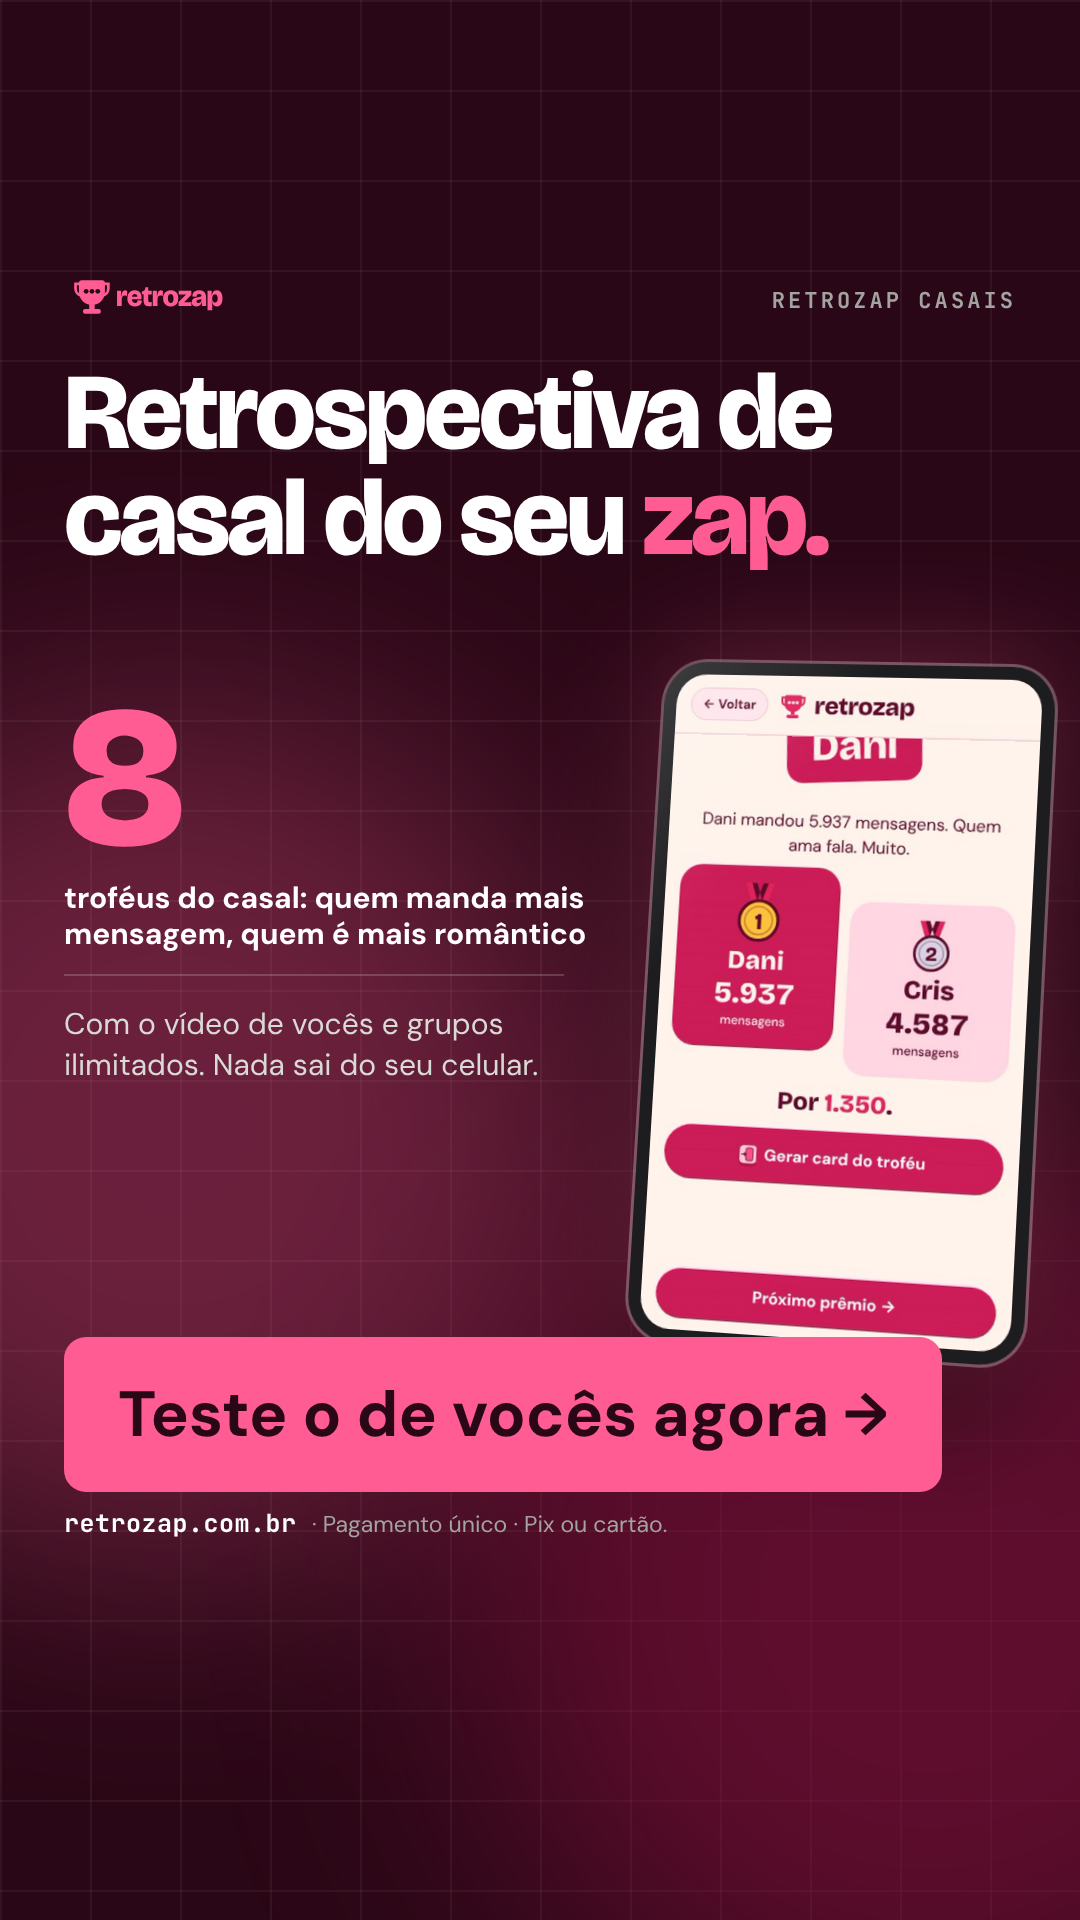 retrozap
RETROZAP CASAIS
Retrospectiva de
casal do seu zap.
8
troféus do casal: quem manda mais
mensagem, quem é mais romântico
Com o vídeo de vocês e grupos
ilimitados. Nada sai do seu celular.
← Voltar
retrozap
Dani
Dani mandou 5.937 mensagens. Quem
ama fala. Muito.
1
Dani
5.937
mensagens
2
Cris
4.587
mensagens
Por 1.350.
Gerar card do troféu
Próximo prêmio →
Teste o de vocês agora →
retrozap.com.br · Pagamento único · Pix ou cartão.